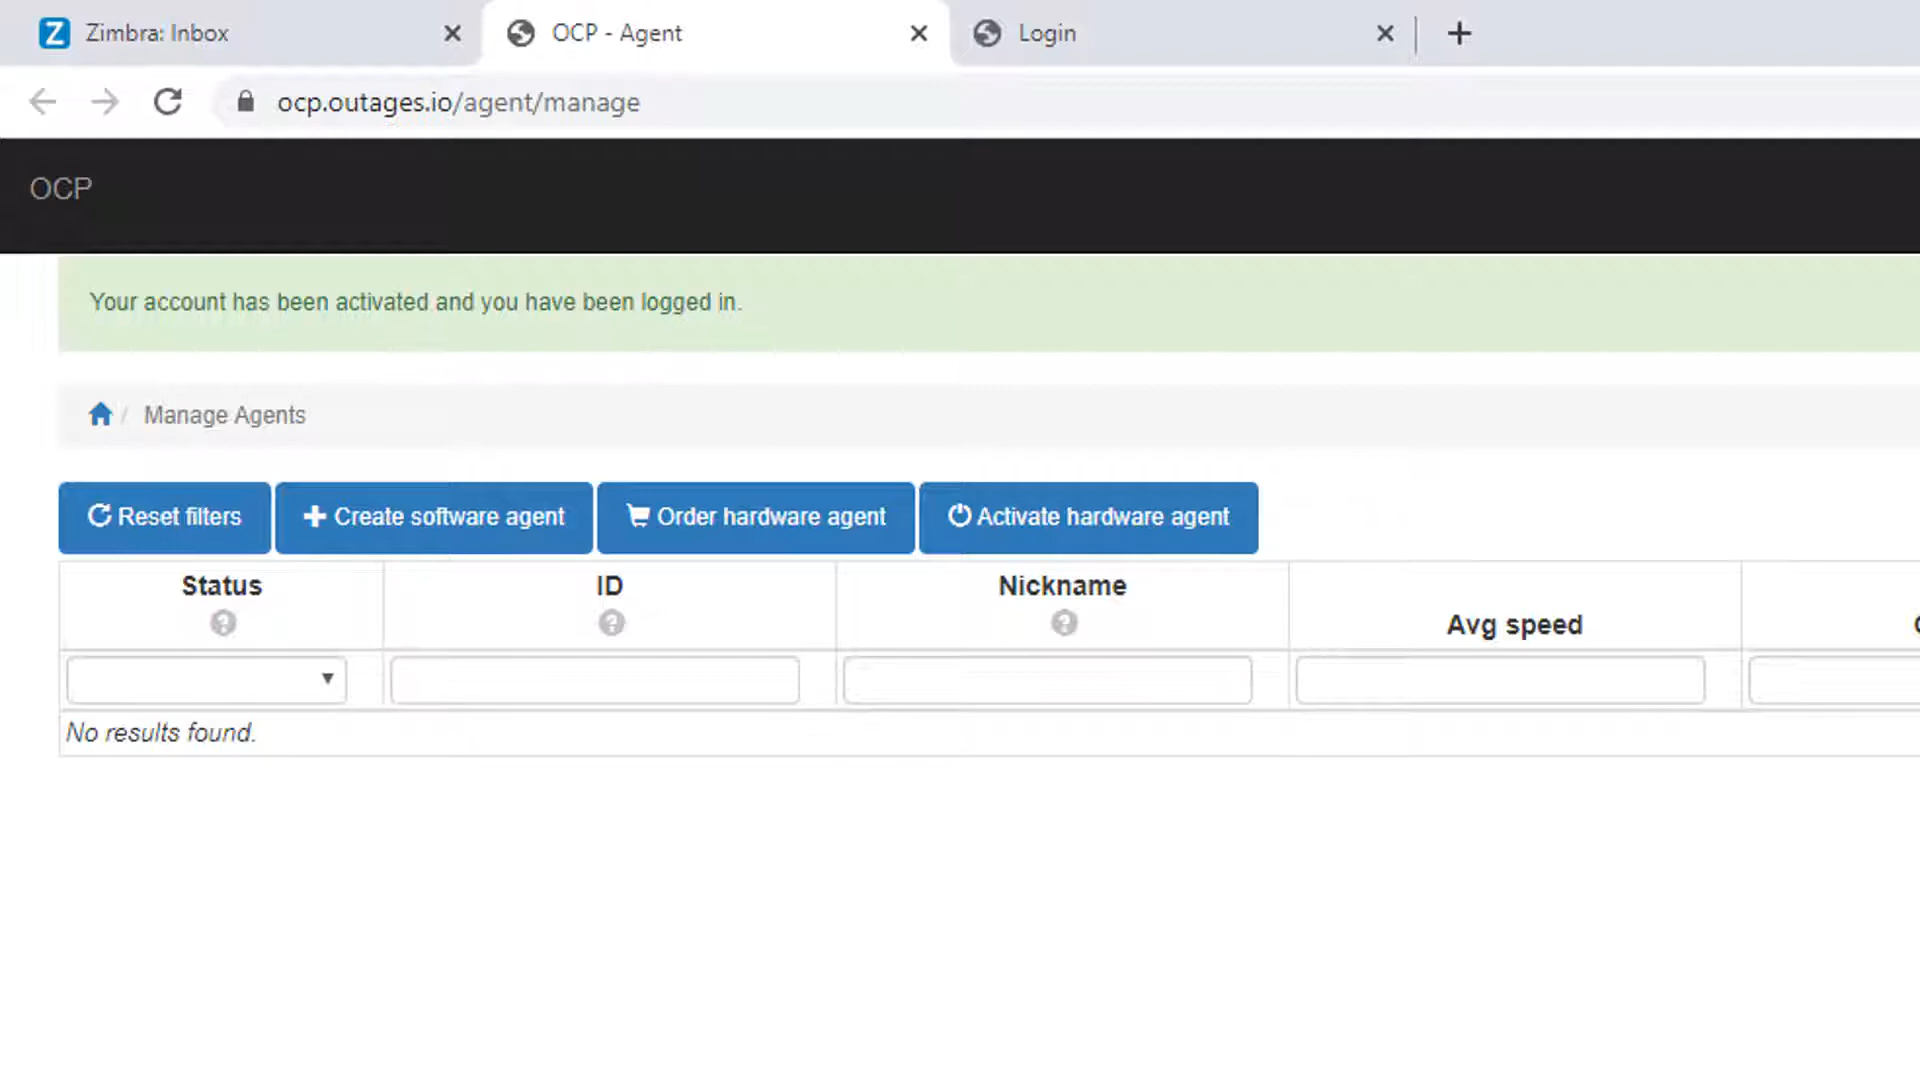 Zimbra: Inbox
OCP - Agent
Login
ocp.outages.io/agent/manage
OCP
Your account has been activated and you have been logged in.
/ Manage Agents
Reset filters
Create software agent
Order hardware agent
Activate hardware agent
Status
ID
Nickname
Avg speed
No results found.